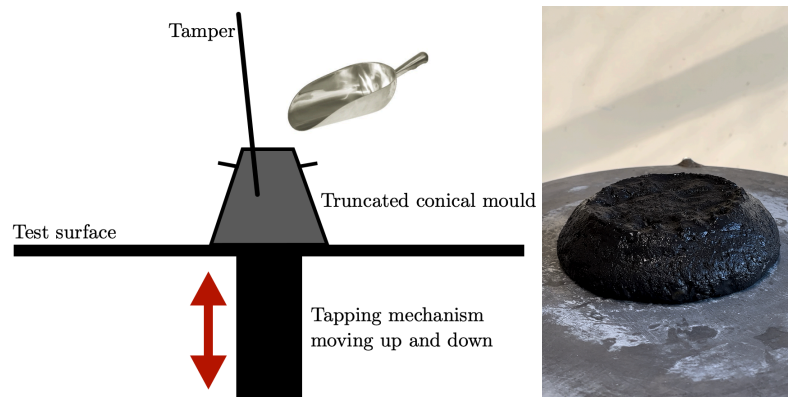 Tamper
Truncated conical mould
Test surface
Tapping mechanism
moving up and down